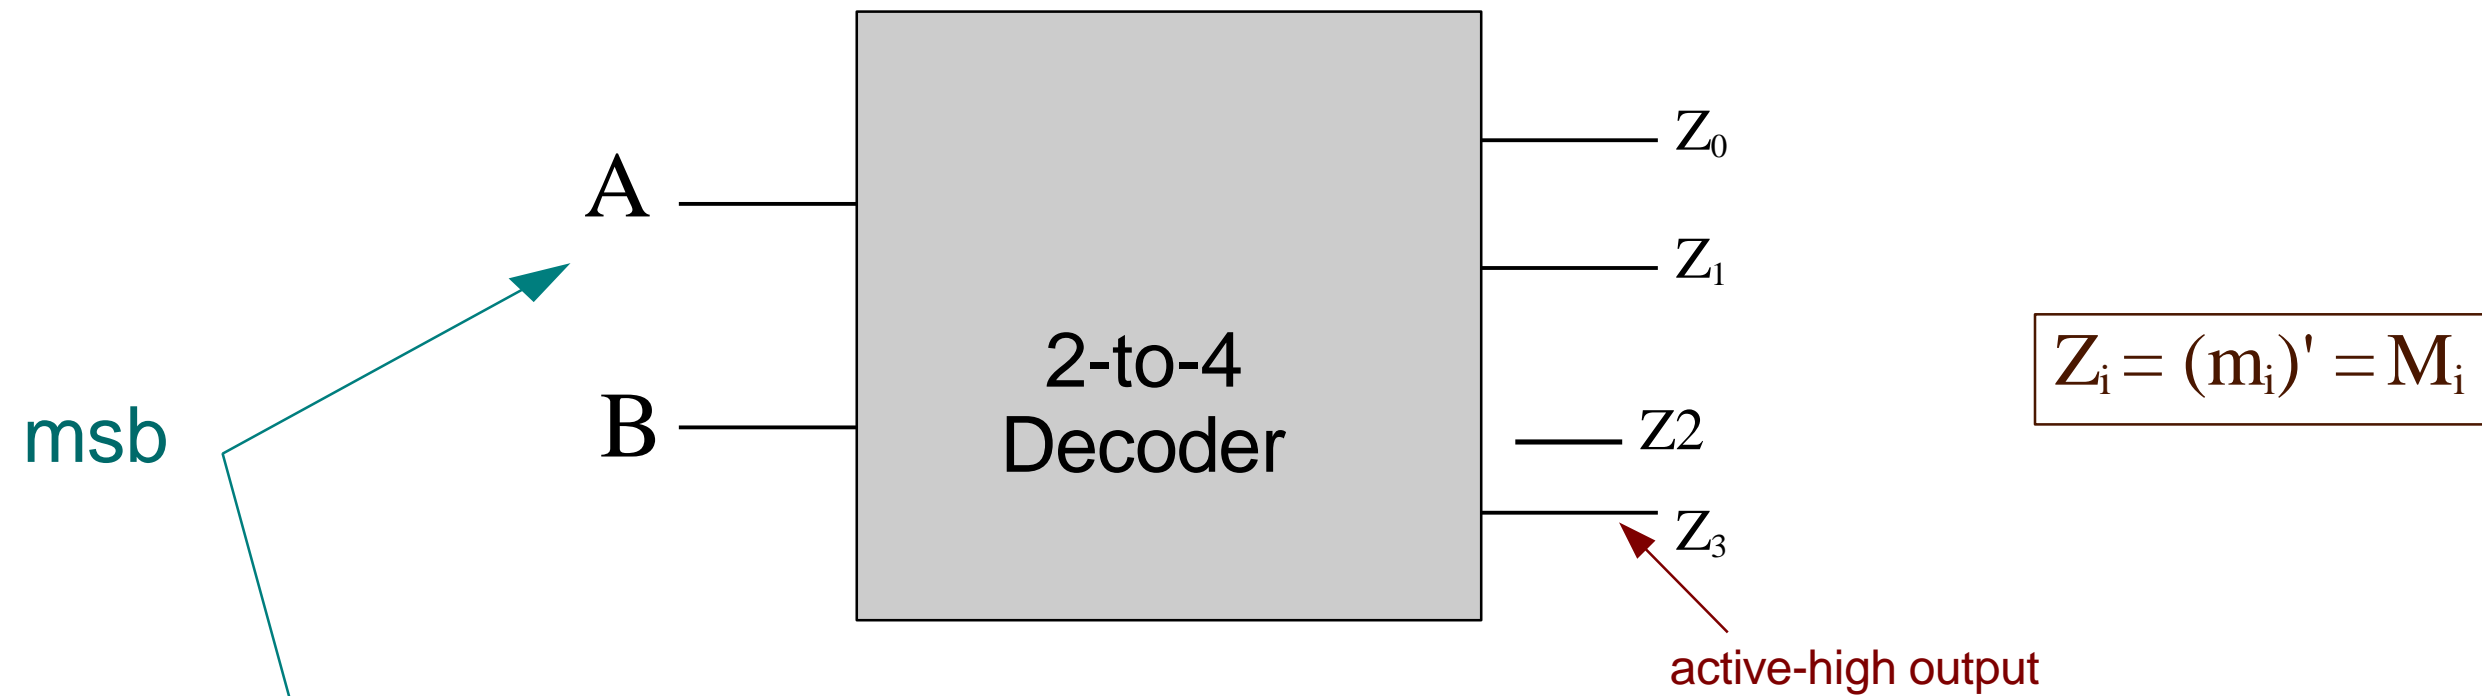 Z₀
A
Z₁
2-to-4
Decoder
Zᵢ = (mᵢ)' = Mᵢ
msb
B
Z2
Z₃
active-high output